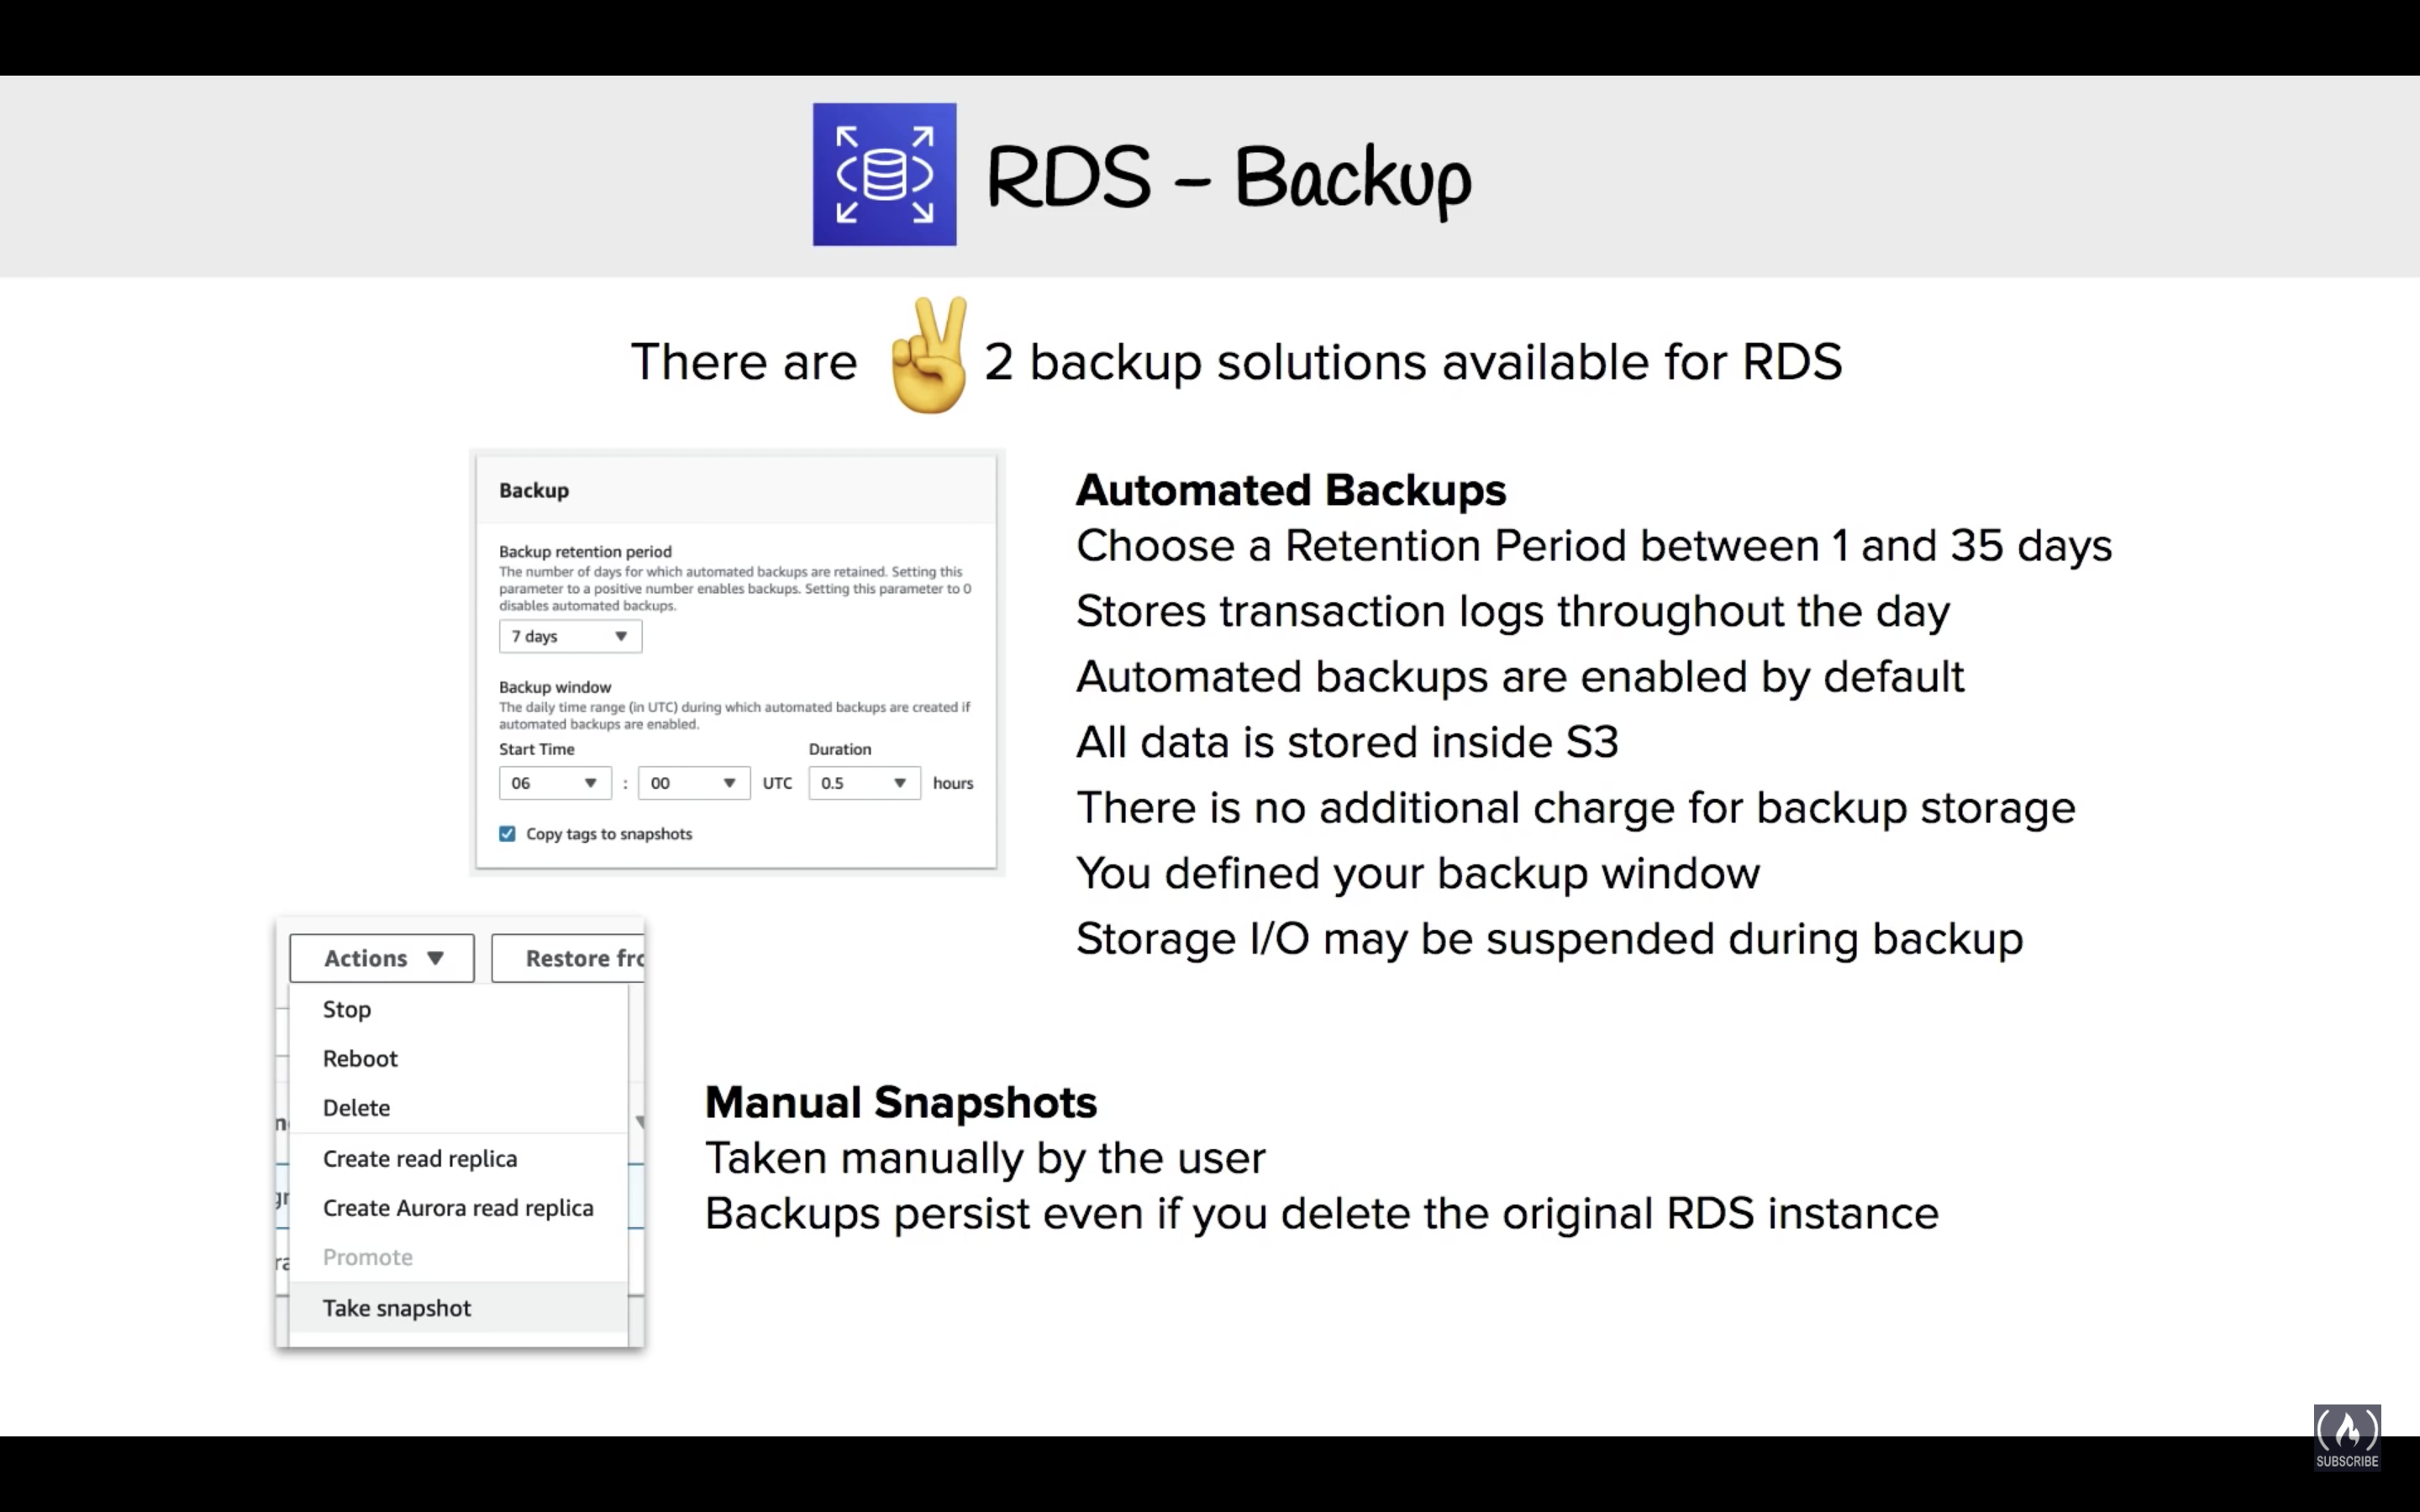 RDS – Backup
There are ✌ 2 backup solutions available for RDS
Backup
Backup retention period
The number of days for which automated backups are retained. Setting this
parameter to a positive number enables backups. Setting this parameter to 0
disables automated backups.
7 days
Backup window
The daily time range (in UTC) during which automated backups are created if
automated backups are enabled.
Start Time Duration
06 : 00 UTC 0.5 hours
Copy tags to snapshots
Automated Backups
Choose a Retention Period between 1 and 35 days
Stores transaction logs throughout the day
Automated backups are enabled by default
All data is stored inside S3
There is no additional charge for backup storage
You defined your backup window
Storage I/O may be suspended during backup
Actions Restore
Stop
Reboot
Delete
Create read replica
Create Aurora read replica
Promote
Take snapshot
Manual Snapshots
Taken manually by the user
Backups persist even if you delete the original RDS instance
SUBSCRIBE